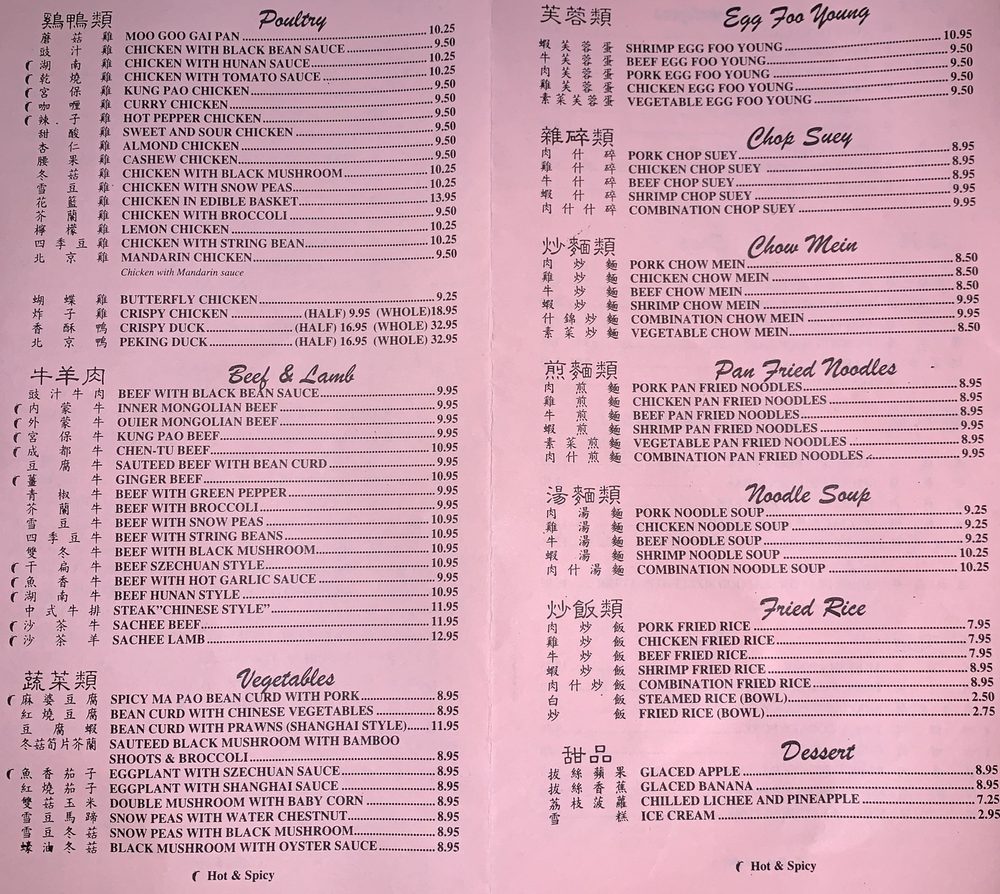 鷄鴨類 Poultry
蘑菇雞 MOO GOO GAI PAN 10.25
豉汁雞 CHICKEN WITH BLACK BEAN SAUCE 9.50
湖南雞 CHICKEN WITH HUNAN SAUCE 10.25
乾燒雞 CHICKEN WITH TOMATO SAUCE 10.25
宮保雞 KUNG PAO CHICKEN 9.50
咖喱雞 CURRY CHICKEN 9.50
辣子雞 HOT PEPPER CHICKEN 9.50
甜酸雞 SWEET AND SOUR CHICKEN 9.50
杏仁雞 ALMOND CHICKEN 9.50
腰果雞 CASHEW CHICKEN 9.50
冬菇雞 CHICKEN WITH BLACK MUSHROOM 10.25
雪豆雞 CHICKEN WITH SNOW PEAS 10.25
花籃雞 CHICKEN IN EDIBLE BASKET 13.95
芥蘭雞 CHICKEN WITH BROCCOLI 9.50
檸檬雞 LEMON CHICKEN 10.25
四季豆雞 CHICKEN WITH STRING BEAN 10.25
北京雞 MANDARIN CHICKEN 9.50
Chicken with Mandarin sauce
蝴蝶雞 BUTTERFLY CHICKEN 9.25
炸子雞 CRISPY CHICKEN (HALF) 9.95 (WHOLE)18.95
香酥鴨 CRISPY DUCK (HALF) 16.95 (WHOLE) 32.95
北京鴨 PEKING DUCK (HALF) 16.95 (WHOLE) 32.95
牛羊肉 Beef & Lamb
豉汁牛肉 BEEF WITH BLACK BEAN SAUCE 9.95
內蒙牛 INNER MONGOLIAN BEEF 9.95
外蒙牛 OUIER MONGOLIAN BEEF 9.95
宮保牛 KUNG PAO BEEF 9.95
成都牛 CHEN-TU BEEF 10.95
豆腐牛 SAUTEED BEEF WITH BEAN CURD 9.95
薑牛 GINGER BEEF 10.95
青椒牛 BEEF WITH GREEN PEPPER 9.95
芥蘭牛 BEEF WITH BROCCOLI 9.95
雪豆牛 BEEF WITH SNOW PEAS 10.95
四季豆牛 BEEF WITH STRING BEANS 10.95
雙冬牛 BEEF WITH BLACK MUSHROOM 10.95
干扁牛 BEEF SZECHUAN STYLE 10.95
魚香牛 BEEF WITH HOT GARLIC SAUCE 9.95
湖南牛 BEEF HUNAN STYLE 10.95
中式牛排 STEAK"CHINESE STYLE" 11.95
沙茶牛 SACHEE BEEF 11.95
沙茶羊 SACHEE LAMB 12.95
蔬菜類 Vegetables
麻婆豆腐 SPICY MA PAO BEAN CURD WITH PORK 8.95
紅燒豆腐 BEAN CURD WITH CHINESE VEGETABLES 8.95
豆腐蝦 BEAN CURD WITH PRAWNS (SHANGHAI STYLE) 11.95
冬菇筍片芥蘭 SAUTEED BLACK MUSHROOM WITH BAMBOO
SHOOTS & BROCCOLI 8.95
魚香茄子 EGGPLANT WITH SZECHUAN SAUCE 8.95
紅燒茄子 EGGPLANT WITH SHANGHAI SAUCE 8.95
雙菇玉米 DOUBLE MUSHROOM WITH BABY CORN 8.95
雪豆馬蹄 SNOW PEAS WITH WATER CHESTNUT 8.95
雪豆冬菇 SNOW PEAS WITH BLACK MUSHROOM 8.95
蠔油冬菇 BLACK MUSHROOM WITH OYSTER SAUCE 8.95
Hot & Spicy
芙蓉類 Egg Foo Young
蝦芙蓉蛋 SHRIMP EGG FOO YOUNG 10.95
牛芙蓉蛋 BEEF EGG FOO YOUNG 9.50
肉芙蓉蛋 PORK EGG FOO YOUNG 9.50
雞芙蓉蛋 CHICKEN EGG FOO YOUNG 9.50
素菜芙蓉蛋 VEGETABLE EGG FOO YOUNG 9.50
雜碎類 Chop Suey
肉什碎 PORK CHOP SUEY 8.95
雞什碎 CHICKEN CHOP SUEY 8.95
牛什碎 BEEF CHOP SUEY 8.95
蝦什碎 SHRIMP CHOP SUEY 9.95
肉什什碎 COMBINATION CHOP SUEY 9.95
炒麵類 Chow Mein
肉炒麵 PORK CHOW MEIN 8.50
雞炒麵 CHICKEN CHOW MEIN 8.50
牛炒麵 BEEF CHOW MEIN 8.50
蝦炒麵 SHRIMP CHOW MEIN 9.95
什錦炒麵 COMBINATION CHOW MEIN 9.95
素菜炒麵 VEGETABLE CHOW MEIN 8.50
煎麵類 Pan Fried Noodles
肉煎麵 PORK PAN FRIED NOODLES 8.95
雞煎麵 CHICKEN PAN FRIED NOODLES 8.95
牛煎麵 BEEF PAN FRIED NOODLES 8.95
蝦煎麵 SHRIMP PAN FRIED NOODLES 9.95
素菜煎麵 VEGETABLE PAN FRIED NOODLES 8.95
肉什煎麵 COMBINATION PAN FRIED NOODLES 9.95
湯麵類 Noodle Soup
肉湯麵 PORK NOODLE SOUP 9.25
雞湯麵 CHICKEN NOODLE SOUP 9.25
牛湯麵 BEEF NOODLE SOUP 9.25
蝦湯麵 SHRIMP NOODLE SOUP 10.25
肉什湯麵 COMBINATION NOODLE SOUP 10.25
炒飯類 Fried Rice
肉炒飯 PORK FRIED RICE 7.95
雞炒飯 CHICKEN FRIED RICE 7.95
牛炒飯 BEEF FRIED RICE 7.95
蝦炒飯 SHRIMP FRIED RICE 8.95
肉什炒飯 COMBINATION FRIED RICE 8.95
白飯 STEAMED RICE (BOWL) 2.50
炒飯 FRIED RICE (BOWL) 2.75
甜品 Dessert
拔絲蘋果 GLACED APPLE 8.95
拔絲香蕉 GLACED BANANA 8.95
荔枝菠蘿 CHILLED LICHEE AND PINEAPPLE 7.25
雪糕 ICE CREAM 2.95
Hot & Spicy